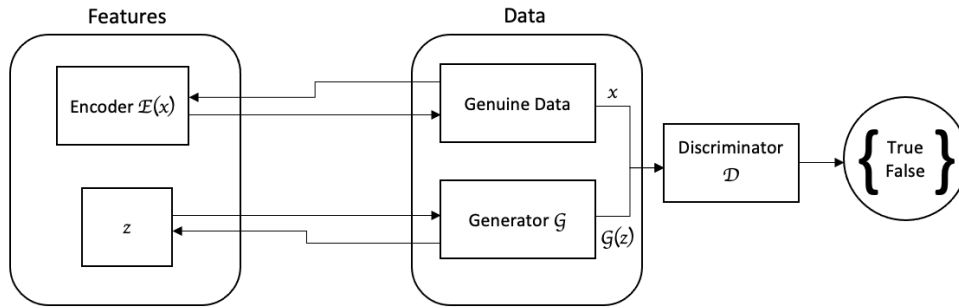 Features
Data
Encoder ℰ(x)
Genuine Data
x
Discriminator
𝒟
{ True
False }
z
Generator 𝒢
𝒢(z)